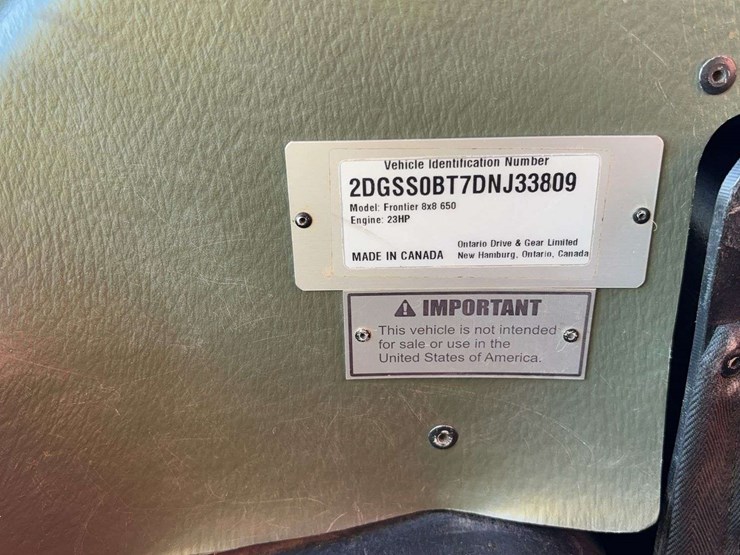 Vehicle Identification Number
2DGSS0BT7DNJ33809
Model: Frontier 8x8 650
Engine: 23HP
Ontario Drive & Gear Limited
MADE IN CANADA New Hamburg, Ontario, Canada
IMPORTANT
This vehicle is not intended
for sale or use in the
United States of America.